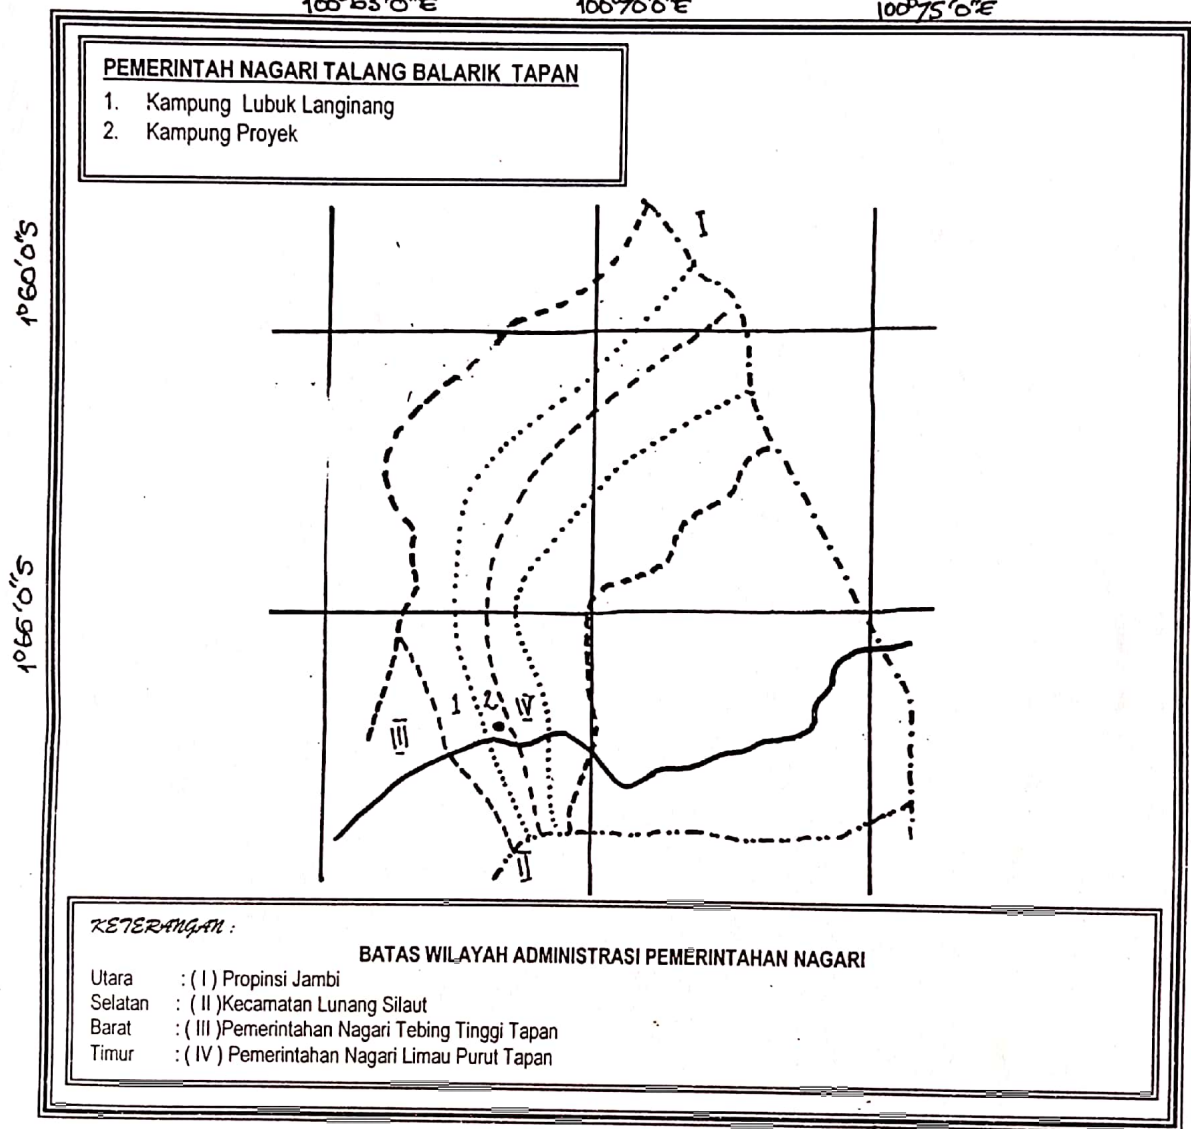 100°65'0"E 100°70'0"E 100°75'0"E
PEMERINTAH NAGARI TALANG BALARIK TAPAN
1. Kampung Lubuk Langinang
2. Kampung Proyek
I
1°60'0"S
1°65'0"S
1 2 IV
III
II
KETERANGAN :
BATAS WILAYAH ADMINISTRASI PEMERINTAHAN NAGARI
Utara : ( I ) Propinsi Jambi
Selatan : ( II )Kecamatan Lunang Silaut
Barat : ( III )Pemerintahan Nagari Tebing Tinggi Tapan
Timur : ( IV ) Pemerintahan Nagari Limau Purut Tapan